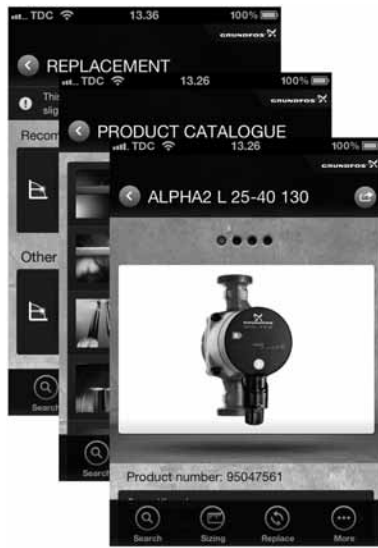 TDC 13.36 100%
GRUNDFOS
REPLACEMENT
This
Recom
Other
Search
TDC 13.26 100%
GRUNDFOS
PRODUCT CATALOGUE
Search
TDC 13.26 100%
GRUNDFOS
ALPHA2 L 25-40 130
Product number: 95047561
Search Sizing Replace More